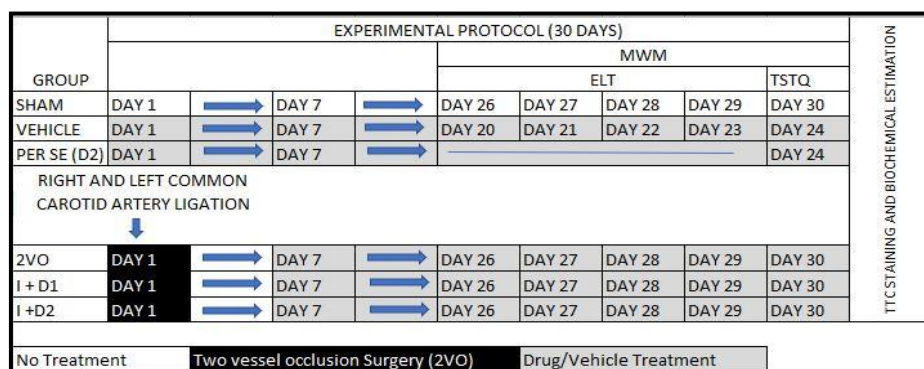 EXPERIMENTAL PROTOCOL (30 DAYS)
MWM
GROUP ELT TSTQ
SHAM DAY 1 DAY 7 DAY 26 DAY 27 DAY 28 DAY 29 DAY 30
VEHICLE DAY 1 DAY 7 DAY 20 DAY 21 DAY 22 DAY 23 DAY 24
PER SE (D2) DAY 1 DAY 7 DAY 24
RIGHT AND LEFT COMMON
CAROTID ARTERY LIGATION
2VO DAY 1 DAY 7 DAY 26 DAY 27 DAY 28 DAY 29 DAY 30
I + D1 DAY 1 DAY 7 DAY 26 DAY 27 DAY 28 DAY 29 DAY 30
I +D2 DAY 1 DAY 7 DAY 26 DAY 27 DAY 28 DAY 29 DAY 30
TTC STAINING AND BIOCHEMICAL ESTIMATION
No Treatment Two vessel occlusion Surgery (2VO) Drug/Vehicle Treatment